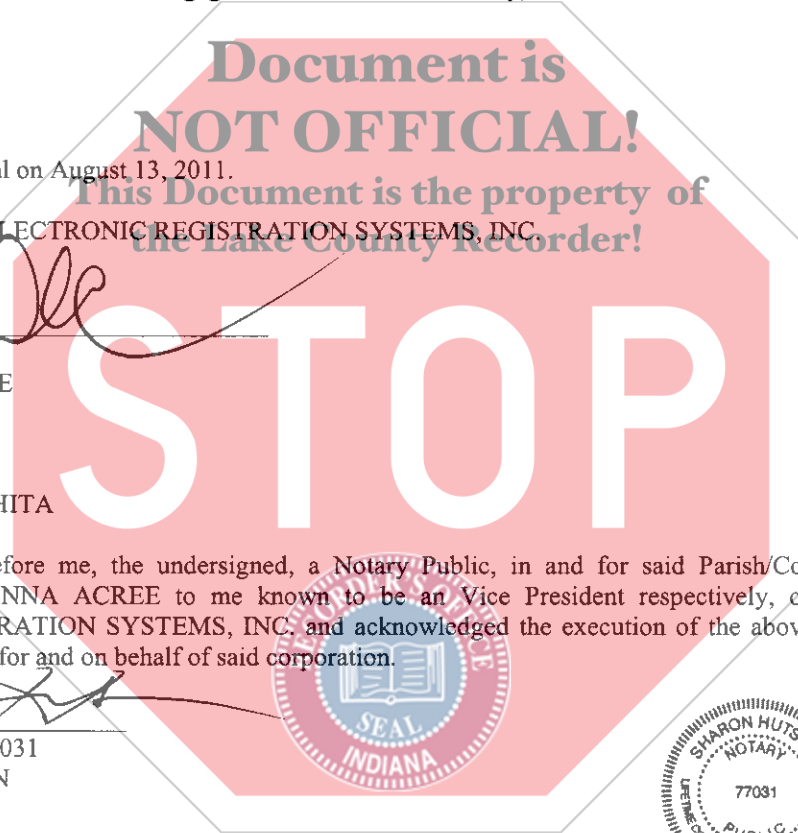 Document is
NOT OFFICIAL!
al on August 13, 2011.
This Document is the property of
LECTRONIC REGISTRATION SYSTEMS, INC.
the Lake County Recorder!
STOP
E
HITA
efore me, the undersigned, a Notary Public, in and for said Parish/Co
NNA ACREE to me known to be an Vice President respectively, o
RATION SYSTEMS, INC. and acknowledged the execution of the abov
for and on behalf of said corporation.
RECORDER'S OFFICE
SEAL
INDIANA
031
N
SHARON HUTS
NOTARY
77031
LIFETIME
PUBLIC